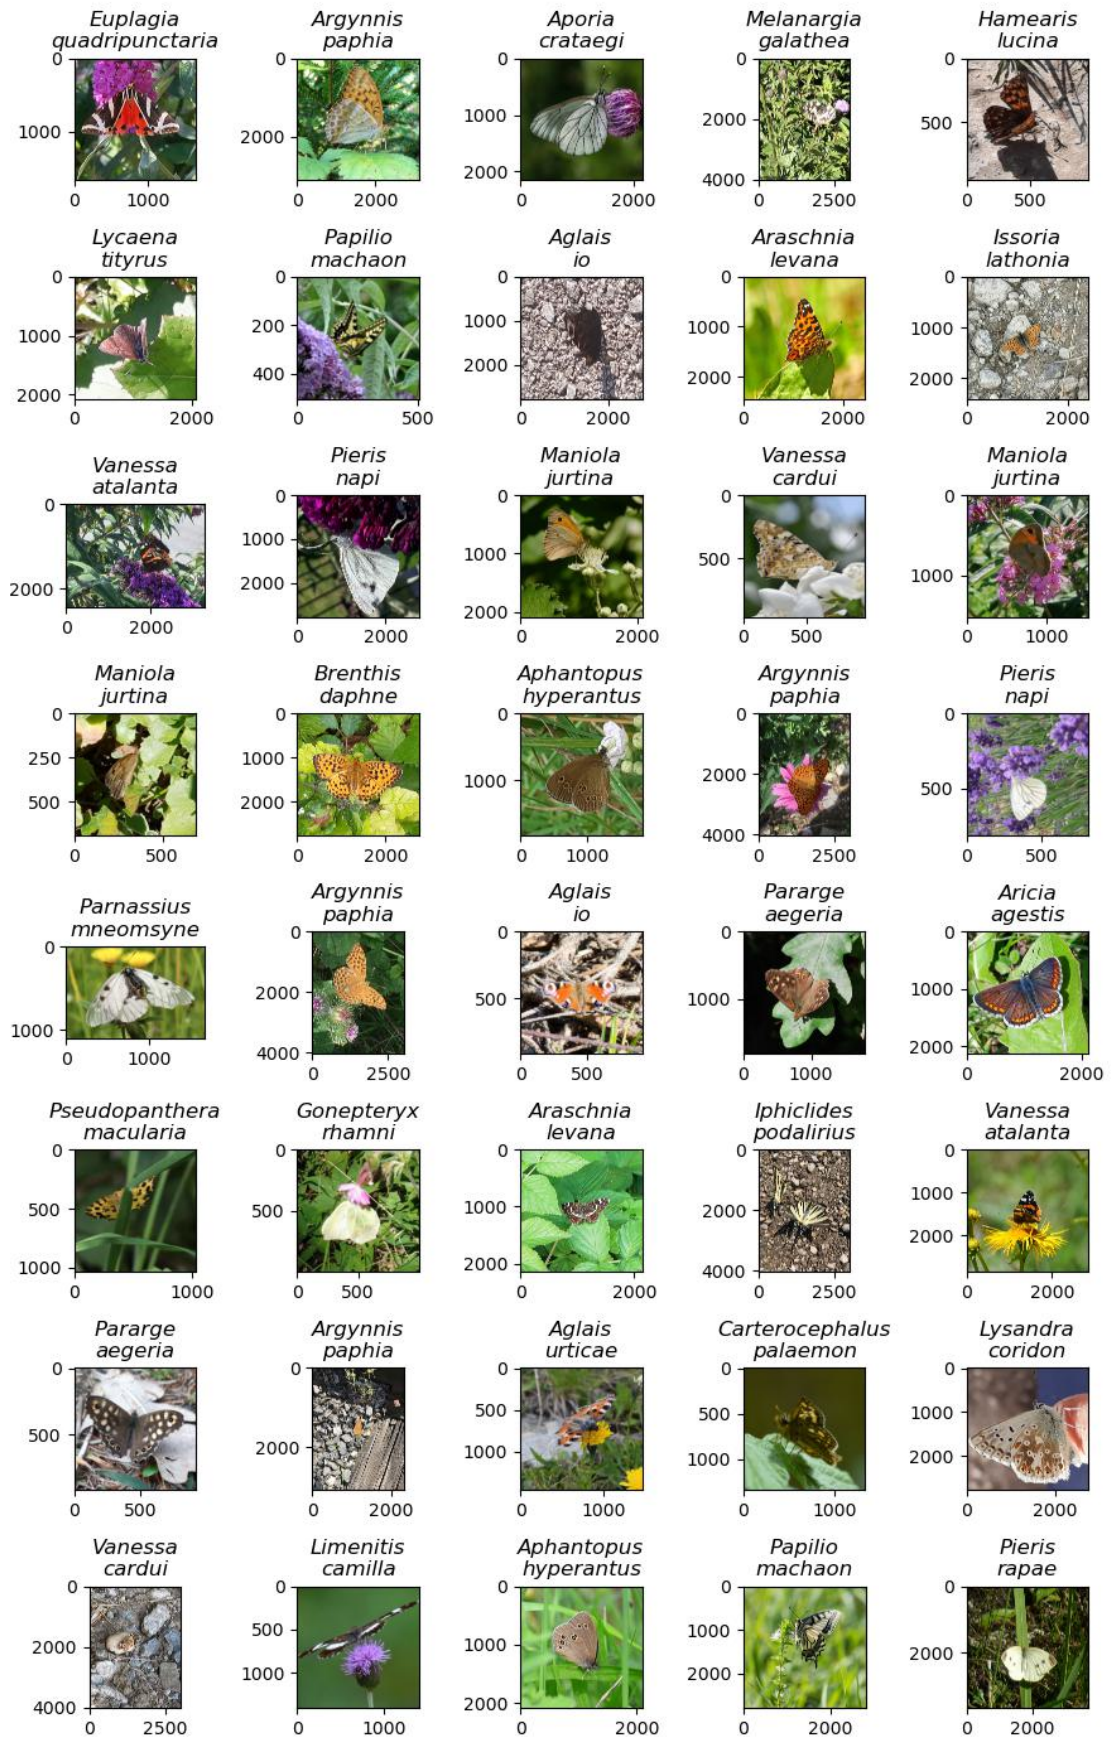 Euplagia
quadripunctaria
Argynnis
paphia
Aporia
crataegi
Melanargia
galathea
Hamearis
lucina
0
1000
0
1000
0
2000
0
2000
0
1000
2000
0
2000
0
2000
4000
0
2500
0
500
0
500
Lycaena
tityrus
Papilio
machaon
Aglais
io
Araschnia
levana
Issoria
lathonia
0
1000
2000
0
2000
0
200
400
0
500
0
1000
2000
0
2000
0
1000
2000
0
2000
0
1000
2000
0
2000
Vanessa
atalanta
Pieris
napi
Maniola
jurtina
Vanessa
cardui
Maniola
jurtina
0
2000
0
2000
0
1000
2000
0
2000
0
1000
2000
0
2000
0
500
0
500
0
1000
0
1000
Maniola
jurtina
Brenthis
daphne
Aphantopus
hyperantus
Argynnis
paphia
Pieris
napi
0
250
500
0
500
0
1000
2000
0
2000
0
1000
0
1000
0
2000
4000
0
2500
0
500
0
500
Parnassius
mneomsyne
Argynnis
paphia
Aglais
io
Pararge
aegeria
Aricia
agestis
0
1000
0
1000
0
2000
4000
0
2500
0
500
0
500
0
1000
0
1000
0
1000
2000
0
2000
Pseudopanthera
macularia
Gonepteryx
rhamni
Araschnia
levana
Iphiclides
podalirius
Vanessa
atalanta
0
500
1000
0
1000
0
500
0
500
0
1000
2000
0
2000
0
2000
4000
0
2500
0
1000
2000
0
2000
Pararge
aegeria
Argynnis
paphia
Aglais
urticae
Carterocephalus
palaemon
Lysandra
coridon
0
500
0
500
0
2000
0
2000
0
500
1000
0
1000
0
500
1000
0
1000
0
1000
2000
0
2000
Vanessa
cardui
Limenitis
camilla
Aphantopus
hyperantus
Papilio
machaon
Pieris
rapae
0
2000
4000
0
2500
0
500
1000
0
1000
0
1000
2000
0
2000
0
1000
2000
0
2000
0
2000
0
2000